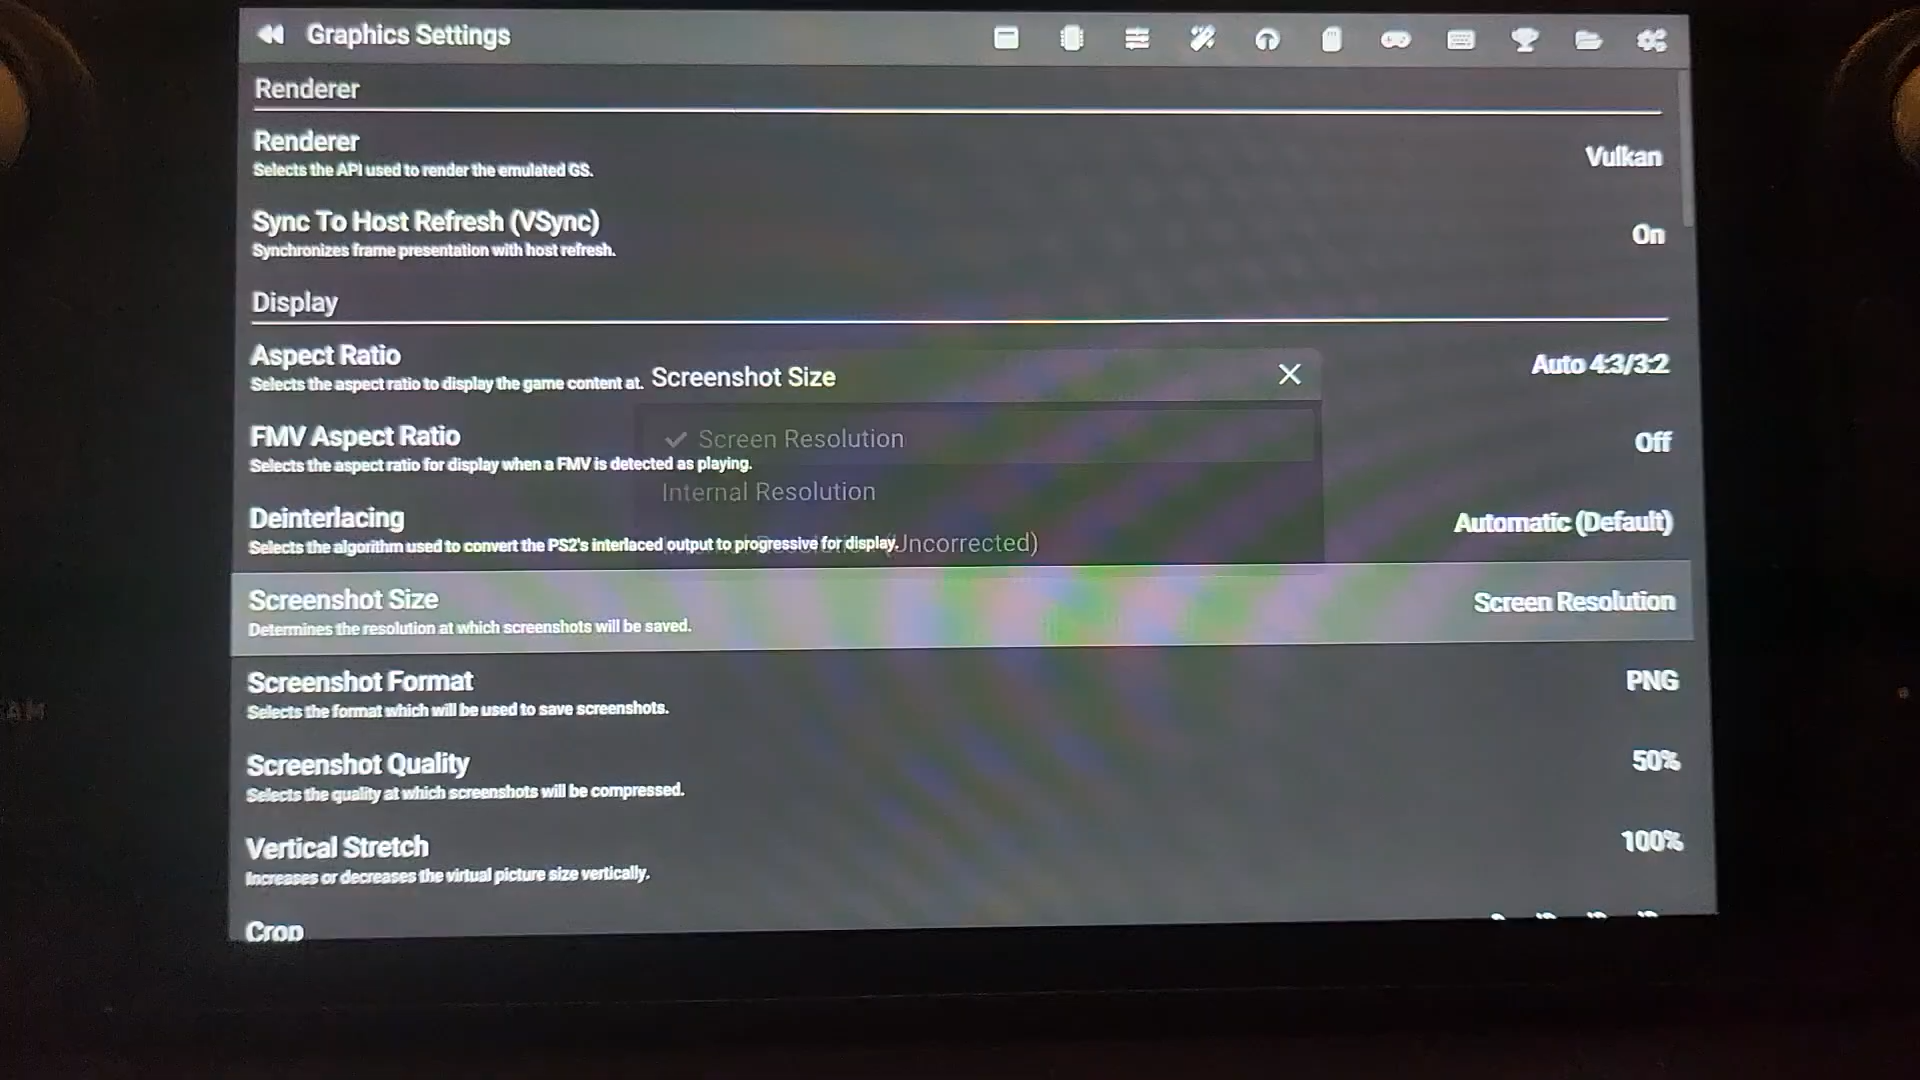 Graphics Settings
Renderer
Renderer
Selects the API used to render the emulated GS.
Vulkan
Sync To Host Refresh (VSync)
Synchronizes frame presentation with host refresh.
On
Display
Aspect Ratio
Selects the aspect ratio to display the game content at.
Auto 4:3/3:2
Screenshot Size
Screen Resolution
Internal Resolution
(Uncorrected)
FMV Aspect Ratio
Selects the aspect ratio for display when a FMV is detected as playing.
Off
Deinterlacing
Selects the algorithm used to convert the PS2's interlaced output to progressive for display.
Automatic (Default)
Screenshot Size
Determines the resolution at which screenshots will be saved.
Screen Resolution
Screenshot Format
Selects the format which will be used to save screenshots.
PNG
Screenshot Quality
Selects the quality at which screenshots will be compressed.
50%
Vertical Stretch
Increases or decreases the virtual picture size vertically.
100%
Crop